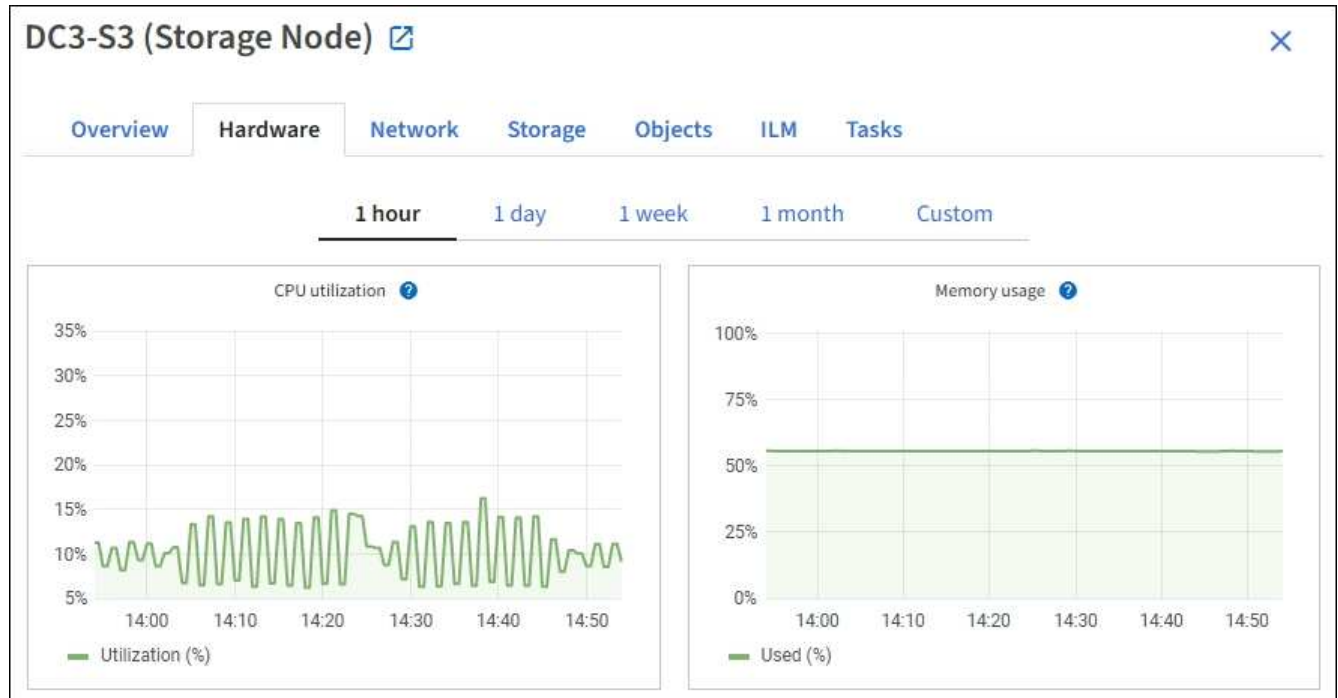 DC3-S3 (Storage Node)
Overview Hardware Network Storage Objects ILM Tasks
1 hour 1 day 1 week 1 month Custom
CPU utilization ?
35%
30%
25%
20%
15%
10%
5%
14:00 14:10 14:20 14:30 14:40 14:50
Utilization (%)
Memory usage ?
100%
75%
50%
25%
0%
14:00 14:10 14:20 14:30 14:40 14:50
Used (%)